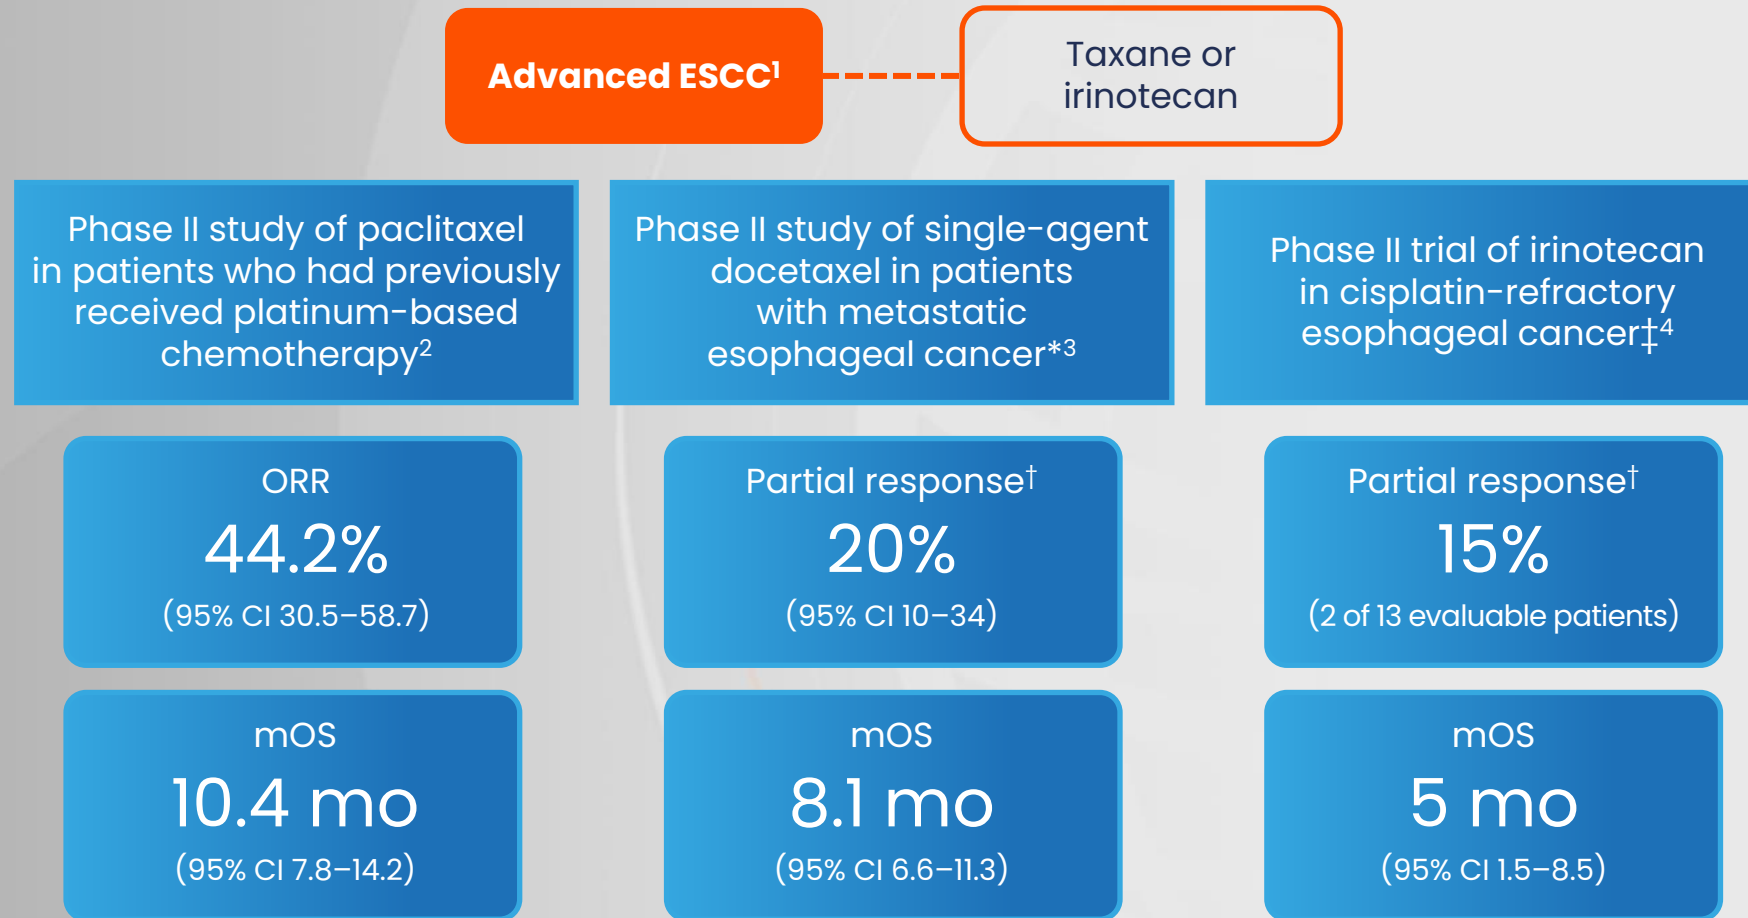 Advanced ESCC¹
Taxane or
irinotecan
Phase II study of paclitaxel
in patients who had previously
received platinum-based
chemotherapy²
Phase II study of single-agent
docetaxel in patients
with metastatic
esophageal cancer*³
Phase II trial of irinotecan
in cisplatin-refractory
esophageal cancer‡⁴
ORR
44.2%
(95% CI 30.5–58.7)
Partial response†
20%
(95% CI 10–34)
Partial response†
15%
(2 of 13 evaluable patients)
mOS
10.4 mo
(95% CI 7.8–14.2)
mOS
8.1 mo
(95% CI 6.6–11.3)
mOS
5 mo
(95% CI 1.5–8.5)